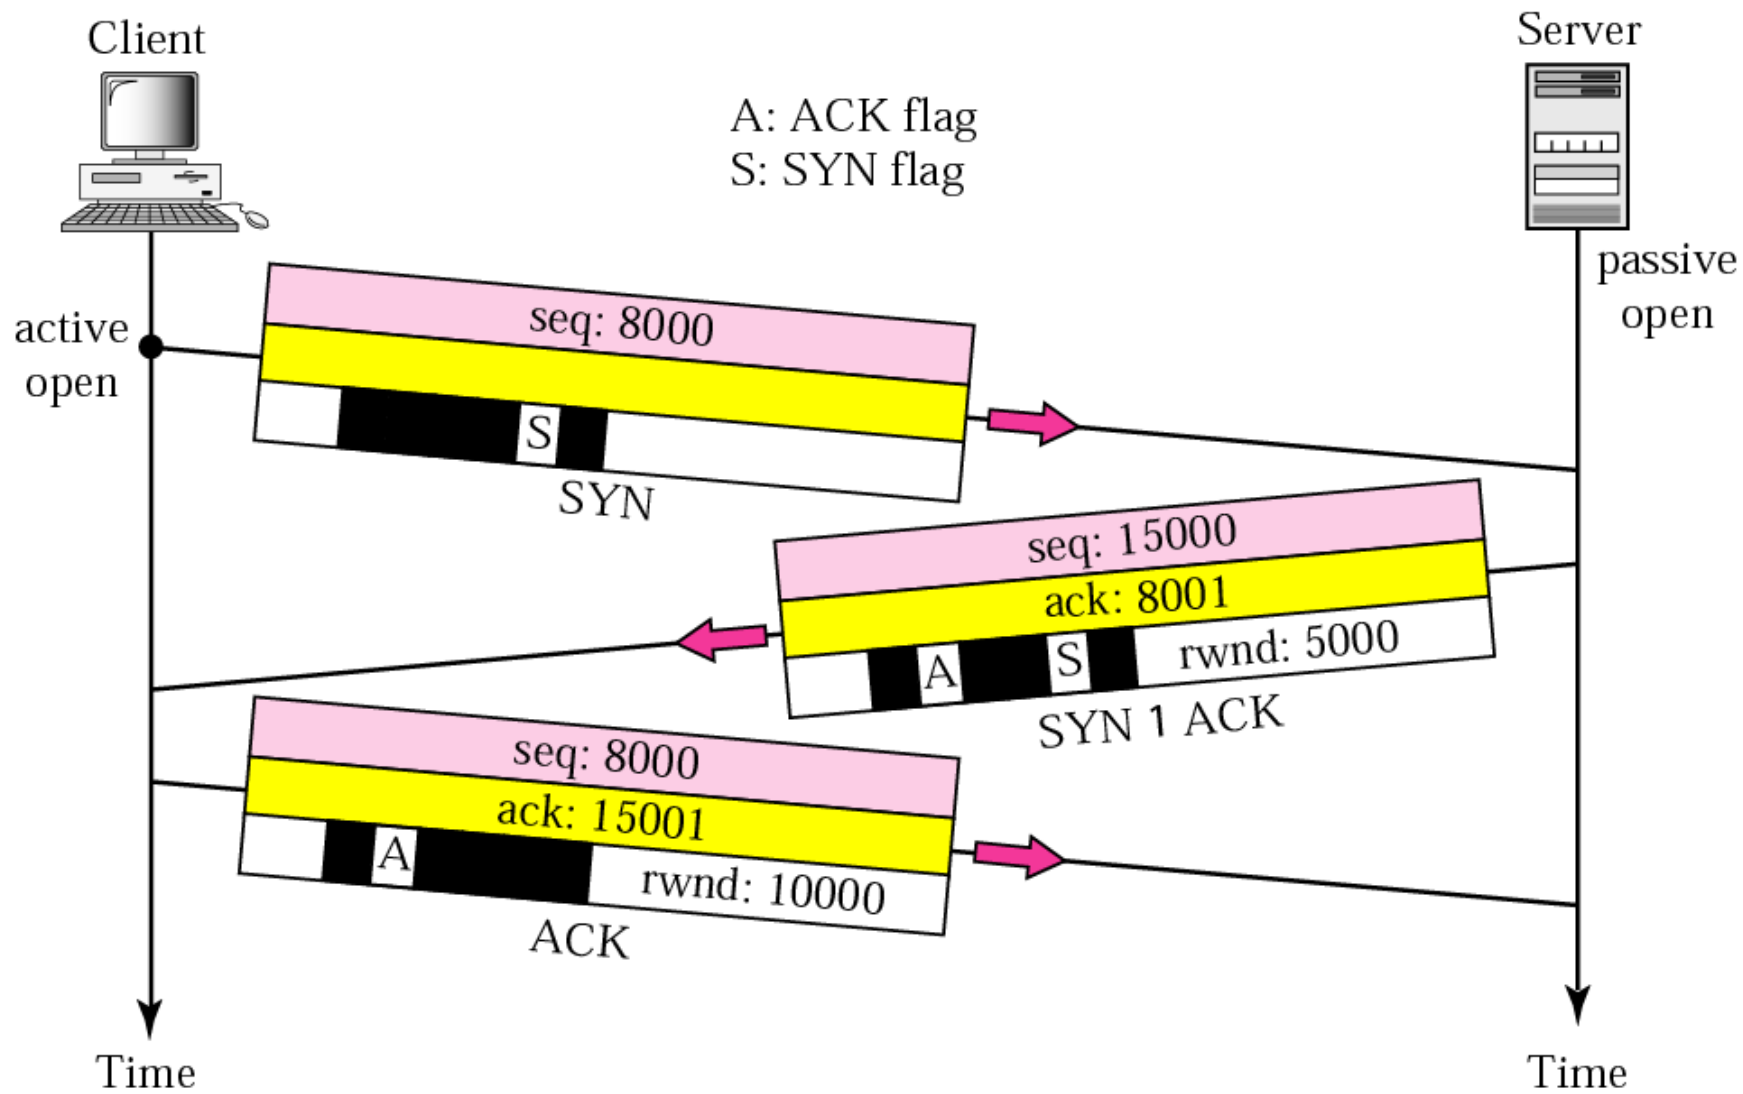 Client
Server
A: ACK flag
S: SYN flag
passive
open
active
open
seq: 8000
S
SYN
seq: 15000
ack: 8001
A
S
rwnd: 5000
SYN 1 ACK
seq: 8000
ack: 15001
A
rwnd: 10000
ACK
Time
Time